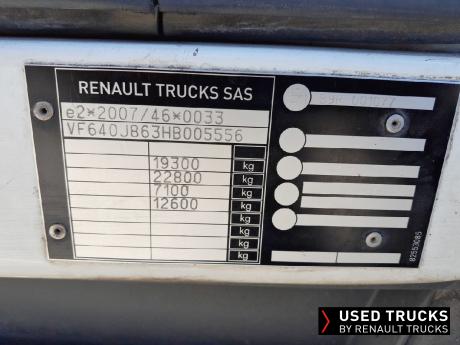 RENAULT TRUCKS SAS
e2*2007/46*0033
VF640J863HB005556
19300 kg
22800 kg
7100 kg
12600 kg
kg
kg
kg
82553085
USED TRUCKS
BY RENAULT TRUCKS